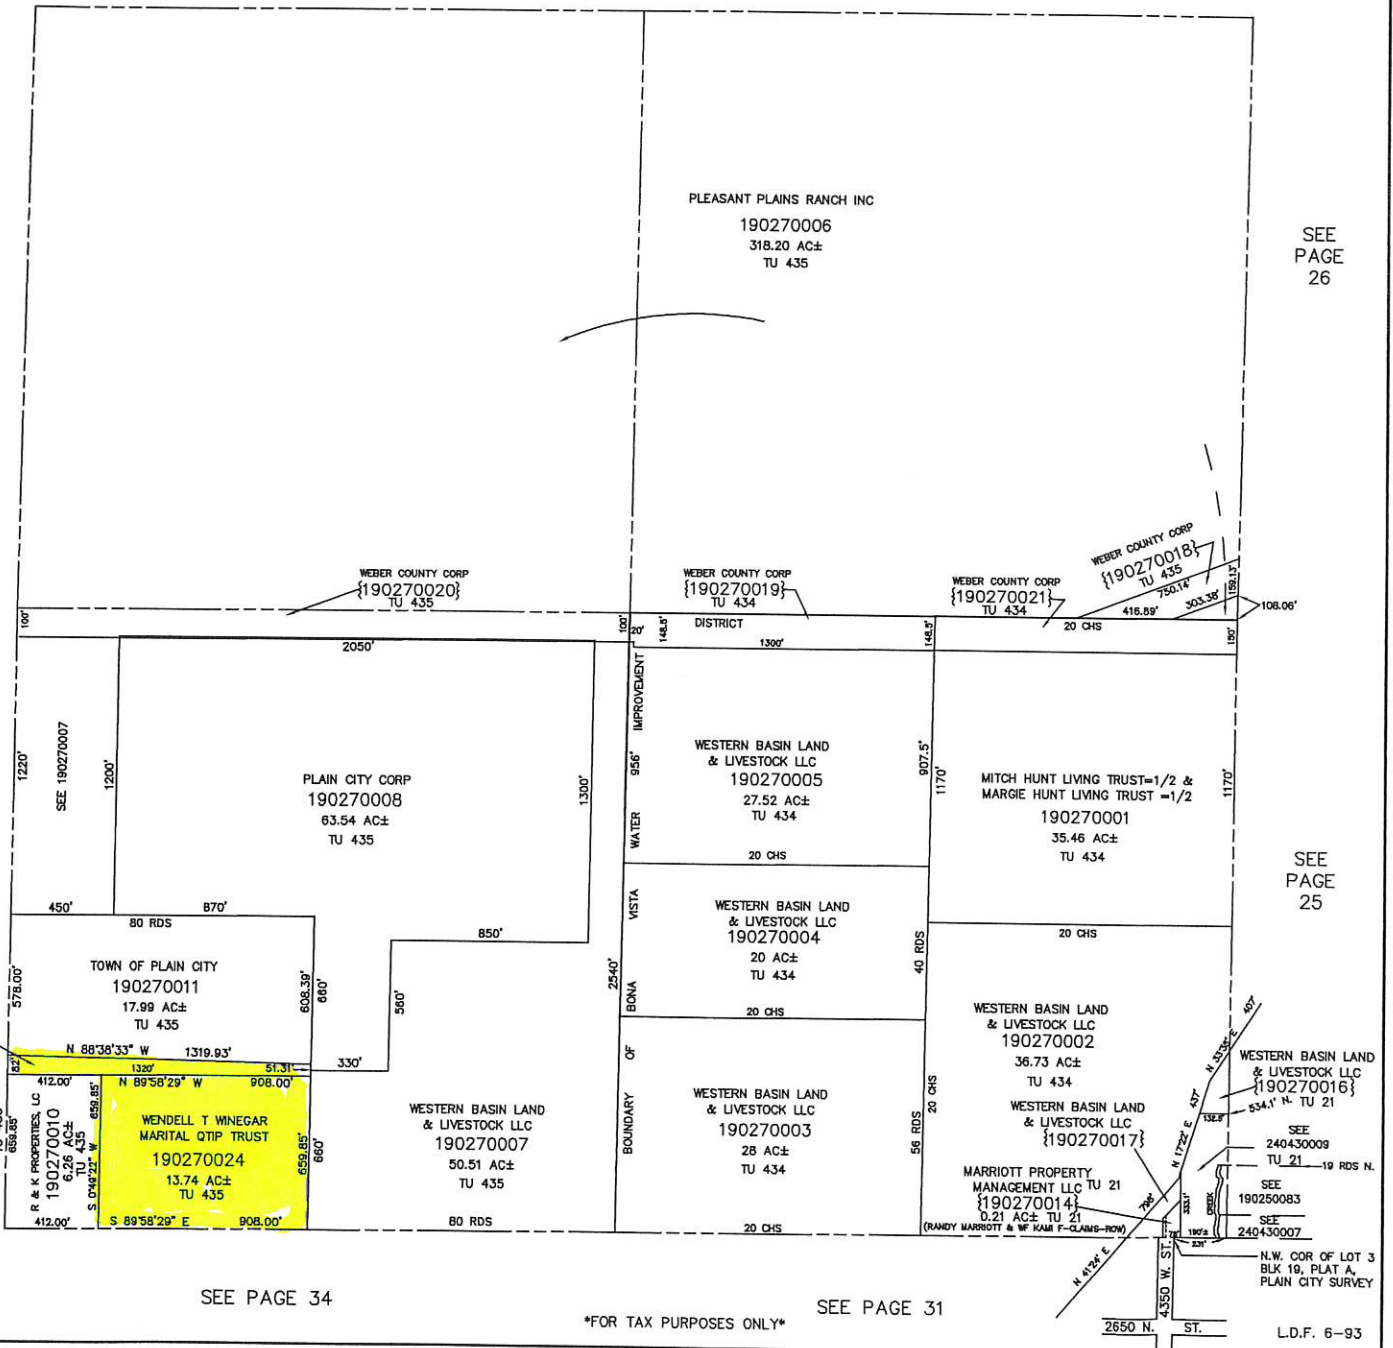 PLEASANT PLAINS RANCH INC
190270006
318.20 AC±
TU 435
SEE
PAGE
26
WEBER COUNTY CORP
{190270020}
TU 435
WEBER COUNTY CORP
{190270019}
TU 434
WEBER COUNTY CORP
{190270021}
TU 434
WEBER COUNTY CORP
{190270018}
TU 435
750.14'
416.89'
303.38'
159.13'
108.06'
20 CHS
150'
100'
100'
20'
148.5'
DISTRICT
1300'
148.5'
2050'
1220'
SEE 190270007
1200'
PLAIN CITY CORP
190270008
63.54 AC±
TU 435
1300'
BOUNDARY OF BONA VISTA WATER IMPROVEMENT
956'
2540'
WESTERN BASIN LAND
& LIVESTOCK LLC
190270005
27.52 AC±
TU 434
20 CHS
907.5'
1170'
MITCH HUNT LIVING TRUST=1/2 &
MARGIE HUNT LIVING TRUST =1/2
190270001
35.46 AC±
TU 434
1170'
20 CHS
SEE
PAGE
25
450'
870'
80 RDS
850'
560'
330'
TOWN OF PLAIN CITY
190270011
17.99 AC±
TU 435
578.00'
608.39'
660'
WESTERN BASIN LAND
& LIVESTOCK LLC
190270004
20 AC±
TU 434
20 CHS
40 RDS
N 88°38'33" W 1319.93'
82'
1320'
51.31'
412.00'
N 89°58'29" W 908.00'
659.85'
R & K PROPERTIES, LC
190270010
6.26 AC±
TU 435
S 0°49'22" W 659.85'
WENDELL T WINEGAR
MARITAL QTIP TRUST
190270024
13.74 AC±
TU 435
659.85'
660'
412.00'
S 89°58'29" E 908.00'
WESTERN BASIN LAND
& LIVESTOCK LLC
190270007
50.51 AC±
TU 435
80 RDS
WESTERN BASIN LAND
& LIVESTOCK LLC
190270003
28 AC±
TU 434
20 CHS
56 RDS
20 CHS
WESTERN BASIN LAND
& LIVESTOCK LLC
190270002
36.73 AC±
TU 434
WESTERN BASIN LAND
& LIVESTOCK LLC
{190270017}
TU 21
MARRIOTT PROPERTY
MANAGEMENT LLC
{190270014}
0.21 AC± TU 21
(RANDY MARRIOTT & WF KAMI F-CLAIMS-ROW)
N 33°35' E 407'
N 17°22' E 437'
N 41°24' E 798'
WESTERN BASIN LAND
& LIVESTOCK LLC
{190270016}
534.1' N. TU 21
132.5'
SEE
240430009
TU 21
19 RDS N.
SEE
190250083
SEE
240430007
CREEK
333.1'
190'±
231'
N.W. COR OF LOT 3
BLK 19, PLAT A,
PLAIN CITY SURVEY
4350 W. ST.
2650 N. ST.
SEE PAGE 34
*FOR TAX PURPOSES ONLY*
SEE PAGE 31
L.D.F. 6-93